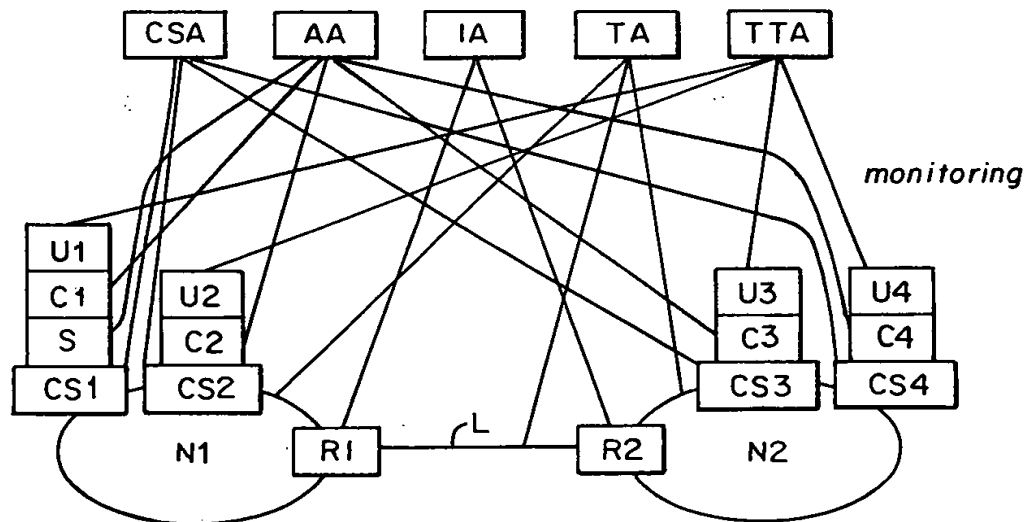 CSA AA IA TA TTA
monitoring
U1
C1 U2 U3 U4
S C2 C3 C4
CS1 CS2 CS3 CS4
L
N1 R1 R2 N2